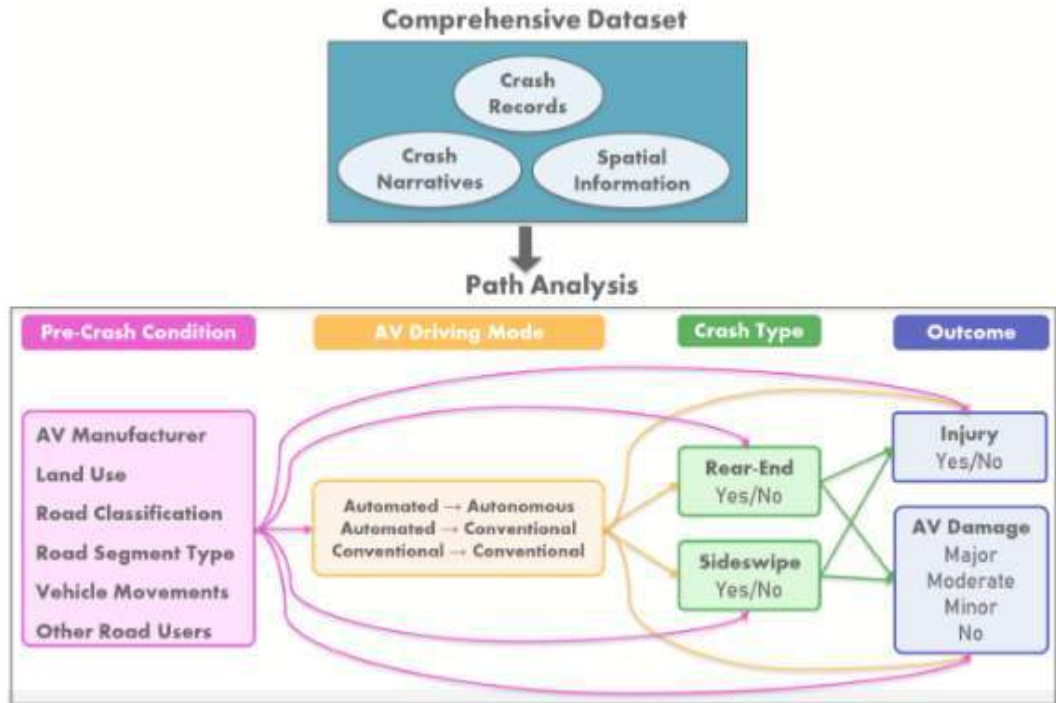 Comprehensive Dataset
Crash
Records
Crash
Narratives
Spatial
Information
Path Analysis
Pre-Crash Condition
AV Driving Mode
Crash Type
Outcome
AV Manufacturer
Land Use
Road Classification
Road Segment Type
Vehicle Movements
Other Road Users
Automated → Autonomous
Automated → Conventional
Conventional → Conventional
Rear-End
Yes/No
Sideswipe
Yes/No
Injury
Yes/No
AV Damage
Major
Moderate
Minor
No